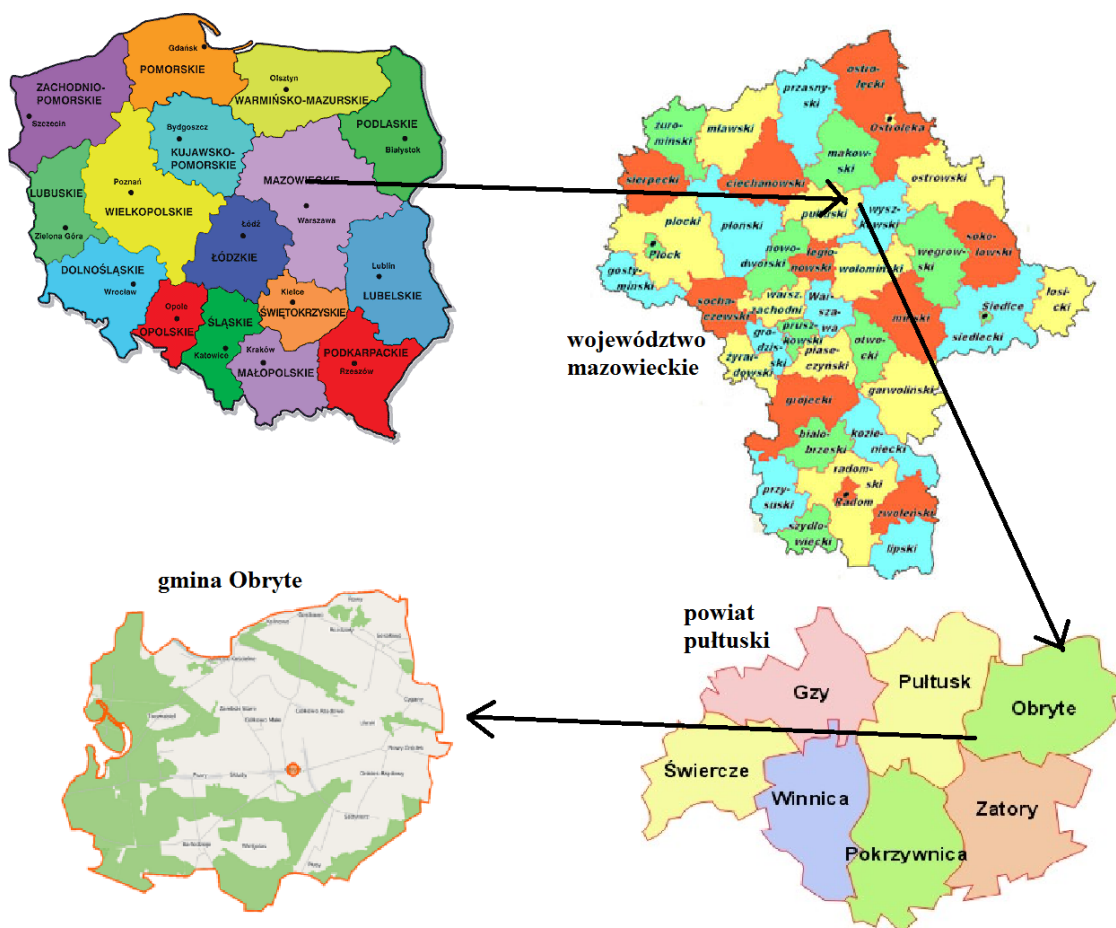 Gdańsk
POMORSKIE
ZACHODNIO-
POMORSKIE
Szczecin
Olsztyn
WARMIŃSKO-MAZURSKIE
PODLASKIE
Białystok
Bydgoszcz
KUJAWSKO-
POMORSKIE
MAZOWIECKIE
Warszawa
LUBUSKIE
Zielona Góra
Poznań
WIELKOPOLSKIE
Łódź
ŁÓDZKIE
DOLNOŚLĄSKIE
Wrocław
Lublin
LUBELSKIE
Opole
OPOLSKIE
ŚLĄSKIE
Katowice
Kielce
ŚWIĘTOKRZYSKIE
Kraków
MAŁOPOLSKIE
PODKARPACKIE
Rzeszów
ostro-
łęcki
Ostrołęka
przasny-
ski
żuro-
miński
mławski
makow-
ski
sierpecki
ciechanowski
ostrowski
płocki
Płock
płoński
pułtuski
wysz-
kowski
nowo-
dworski
legio-
nowski
wołomiński
węgrow-
ski
soko-
łowski
gosty-
niński
socha-
czewski
warsz.
zachodni
War-
sza-
wa
miński
Siedlce
siedlecki
łosi-
cki
prusz-
kowski
gro-
dzis-
ski
żyrar-
dowski
piase-
czyński
otwo-
cki
garwoliński
grójecki
biało-
brzeski
kozie-
niecki
radom-
ski
Radom
przy-
suski
zwoleński
szydło-
wiecki
lipski
województwo
mazowieckie
gmina Obryte
powiat
pułtuski
Gzy
Pułtusk
Obryte
Świercze
Winnica
Zatory
Pokrzywnica